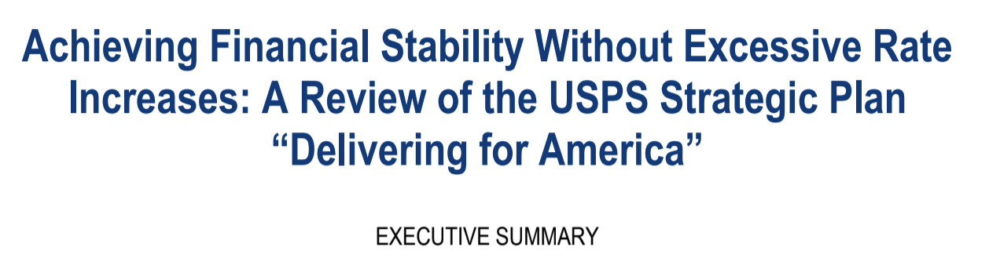 Achieving Financial Stability Without Excessive Rate
Increases: A Review of the USPS Strategic Plan
“Delivering for America”
EXECUTIVE SUMMARY